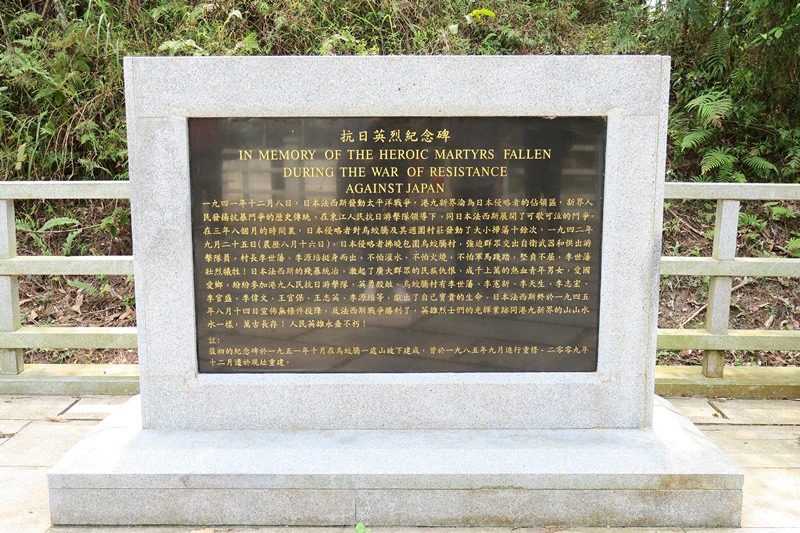 抗日英烈紀念碑
IN MEMORY OF THE HEROIC MARTYRS FALLEN
DURING THE WAR OF RESISTANCE
AGAINST JAPAN
一九四一年十二月八日，日本法西斯發動太平洋戰爭，港九新界淪為日本侵略者的佔領區，新界人
民發揚抗暴鬥爭的歷史傳統，在東江人民抗日游擊隊領導下，同日本法西斯展開了可歌可泣的鬥爭。
在三年八個月的時間裏，日本侵略者對烏蛟騰及其週圍村莊發動了大小掃蕩十餘次，一九四二年
九月二十五日(農歷八月十六日)，日本侵略者拂曉包圍烏蛟騰村，強迫群眾交出自衛武器和供出游
擊隊員，村長李世藩、李源培挺身而出，不怕灌水，不怕火燒，不怕軍馬踐踏，堅貞不屈，李世藩
壯烈犧牲！日本法西斯的殘暴統治，激起了廣大群眾的民族仇恨，成千上萬的熱血青年男女，愛國
愛鄉，紛紛參加港九人民抗日游擊隊，英勇殺敵，烏蛟騰村有李世藩、李憲新、李天生、李志宏、
李官盛、李偉文、王官保、王志英、李源培等，獻出了自己寶貴的生命。日本法西斯終於一九四五
年八月十四日宣佈無條件投降，反法西斯戰爭勝利了，英雄烈士們的光輝業跡同港九新界的山山水
水一樣，萬古長存！人民英雄永垂不朽！
註：
最初的紀念碑於一九五一年十月在烏蛟騰一處山坡下建成，曾於一九八五年九月進行重修。二零零九年
十二月遷於現址重建。